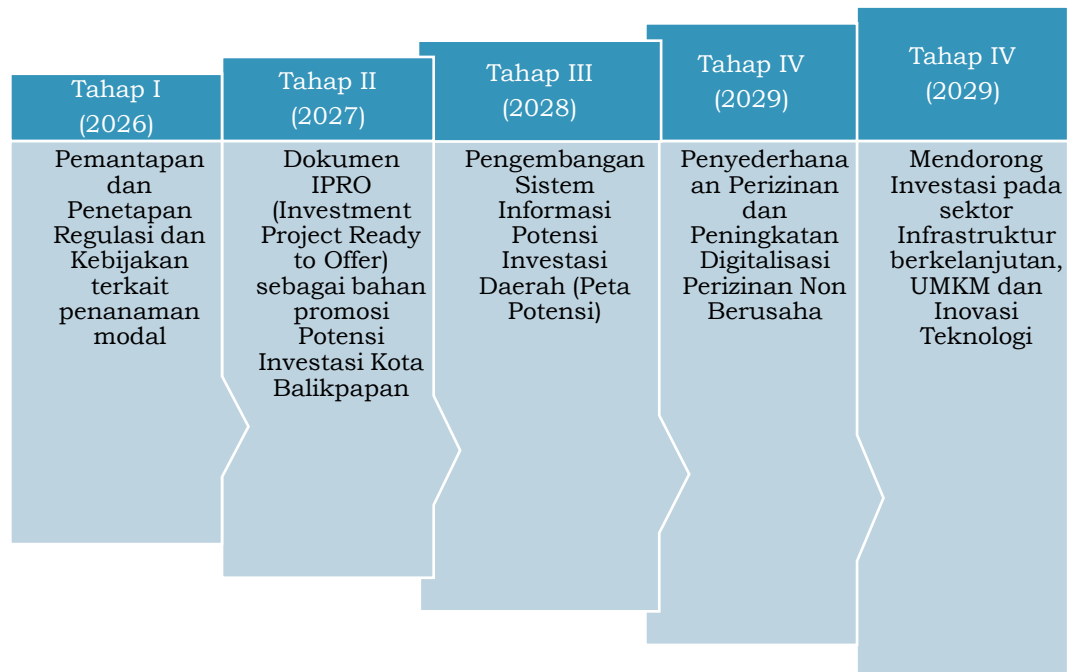 Tahap I
(2026)
Pemantapan
dan
Penetapan
Regulasi dan
Kebijakan
terkait
penanaman
modal
Tahap II
(2027)
Dokumen
IPRO
(Investment
Project Ready
to Offer)
sebagai bahan
promosi
Potensi
Investasi Kota
Balikpapan
Tahap III
(2028)
Pengembangan
Sistem
Informasi
Potensi
Investasi
Daerah (Peta
Potensi)
Tahap IV
(2029)
Penyederhana
an Perizinan
dan
Peningkatan
Digitalisasi
Perizinan Non
Berusaha
Tahap IV
(2029)
Mendorong
Investasi pada
sektor
Infrastruktur
berkelanjutan,
UMKM dan
Inovasi
Teknologi